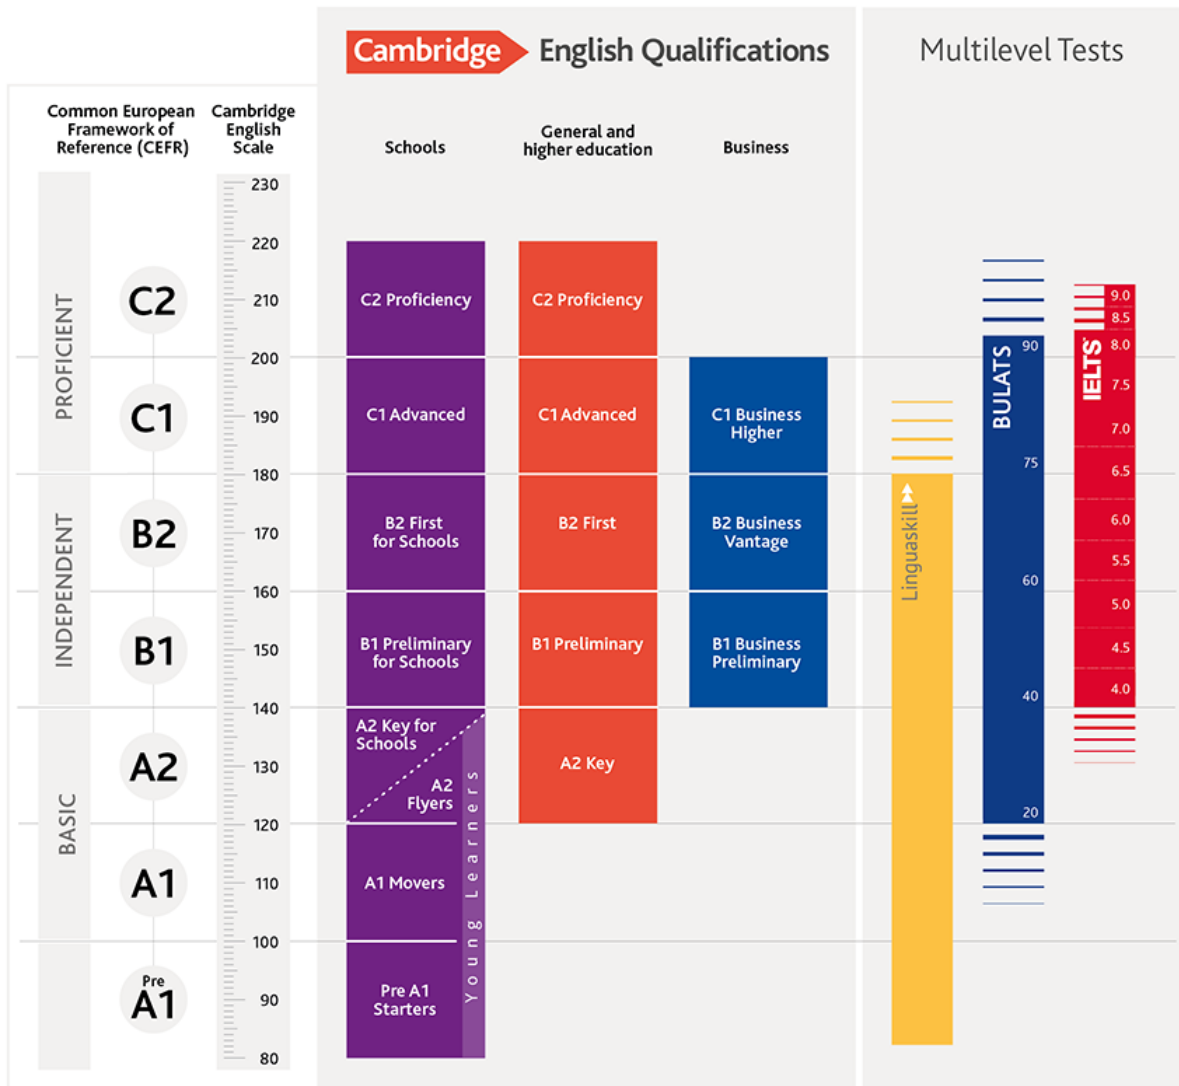 Cambridge English Qualifications
Multilevel Tests
Common European
Framework of
Reference (CEFR)
Cambridge
English
Scale
Schools
General and
higher education
Business
PROFICIENT
INDEPENDENT
BASIC
C2
C1
B2
B1
A2
A1
Pre
A1
230
220
210
200
190
180
170
160
150
140
130
120
110
100
90
80
C2 Proficiency
C1 Advanced
B2 First
for Schools
B1 Preliminary
for Schools
A2 Key for
Schools
A2
Flyers
A1 Movers
Pre A1
Starters
Young Learners
C2 Proficiency
C1 Advanced
B2 First
B1 Preliminary
A2 Key
C1 Business
Higher
B2 Business
Vantage
B1 Business
Preliminary
Linguaskill
BULATS
90
75
60
40
20
IELTS
9.0
8.5
8.0
7.5
7.0
6.5
6.0
5.5
5.0
4.5
4.0